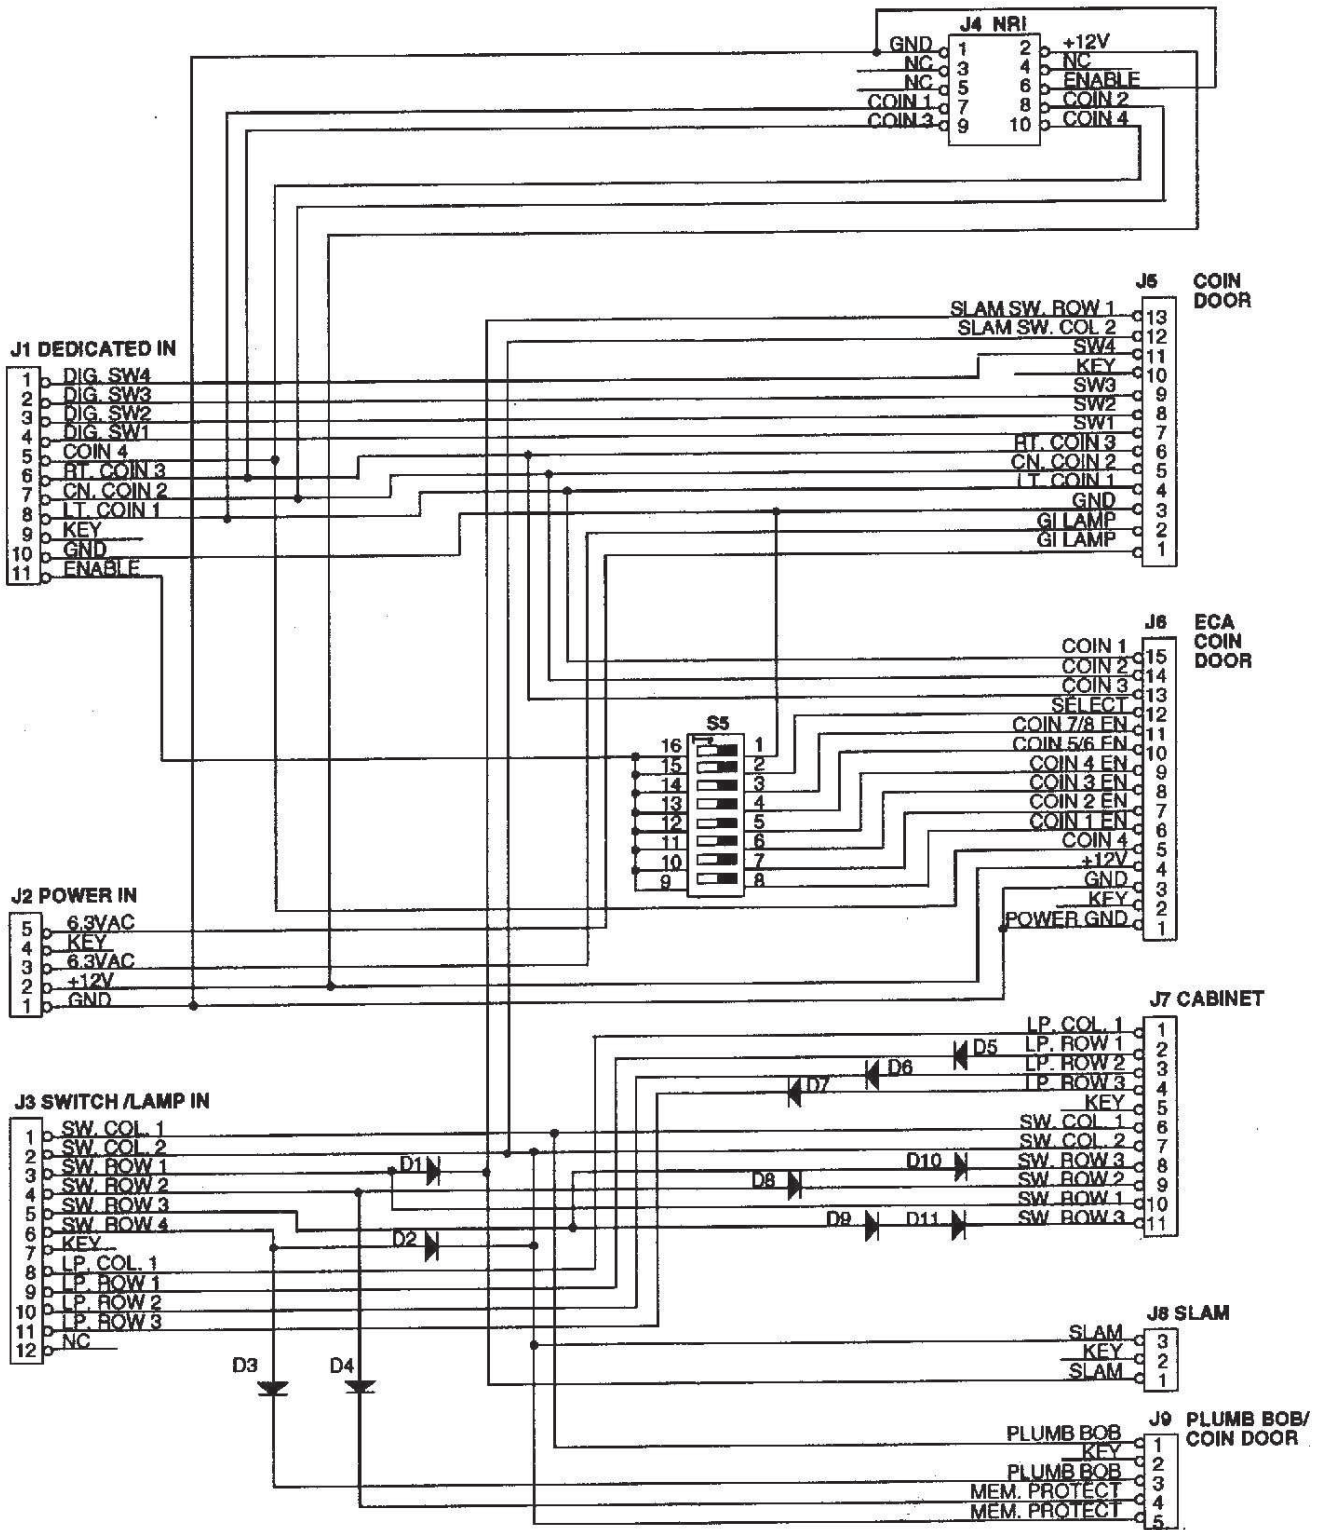 J4 NRI
GND 1 2 +12V
NC 3 4 NC
NC 5 6 ENABLE
COIN 1 7 8 COIN 2
COIN 3 9 10 COIN 4
J5 COIN DOOR
SLAM SW. ROW 1 13
SLAM SW. COL 2 12
SW4 11
KEY 10
SW3 9
SW2 8
SW1 7
RT. COIN 3 6
CN. COIN 2 5
LT. COIN 1 4
GND 3
GI LAMP 2
GI LAMP 1
J1 DEDICATED IN
1 DIG. SW4
2 DIG. SW3
3 DIG. SW2
4 DIG. SW1
5 COIN 4
6 RT. COIN 3
7 CN. COIN 2
8 LT. COIN 1
9 KEY
10 GND
11 ENABLE
J6 ECA COIN DOOR
COIN 1 15
COIN 2 14
COIN 3 13
SELECT 12
COIN 7/8 EN 11
COIN 5/6 EN 10
COIN 4 EN 9
COIN 3 EN 8
COIN 2 EN 7
COIN 1 EN 6
COIN 4 5
+12V 4
GND 3
KEY 2
POWER GND 1
S5
16 1
15 2
14 3
13 4
12 5
11 6
10 7
9 8
J2 POWER IN
5 6.3VAC
4 KEY
3 6.3VAC
2 +12V
1 GND
J7 CABINET
LP. COL. 1 1
D5 LP. ROW 1 2
D6 LP. ROW 2 3
D7 LP. ROW 3 4
KEY 5
SW. COL. 1 6
SW. COL. 2 7
D10 SW. ROW 3 8
D8 SW. ROW 2 9
SW. ROW 1 10
D9 D11 SW. ROW 3 11
J3 SWITCH /LAMP IN
1 SW. COL. 1
2 SW. COL. 2
3 SW. ROW 1 D1
4 SW. ROW 2
5 SW. ROW 3
6 SW. ROW 4
7 KEY D2
8 LP. COL. 1
9 LP. ROW 1
10 LP. ROW 2
11 LP. ROW 3
12 NC
D3 D4
J8 SLAM
SLAM 3
KEY 2
SLAM 1
J9 PLUMB BOB/ COIN DOOR
PLUMB BOB 1
KEY 2
PLUMB BOB 3
MEM. PROTECT 4
MEM. PROTECT 5